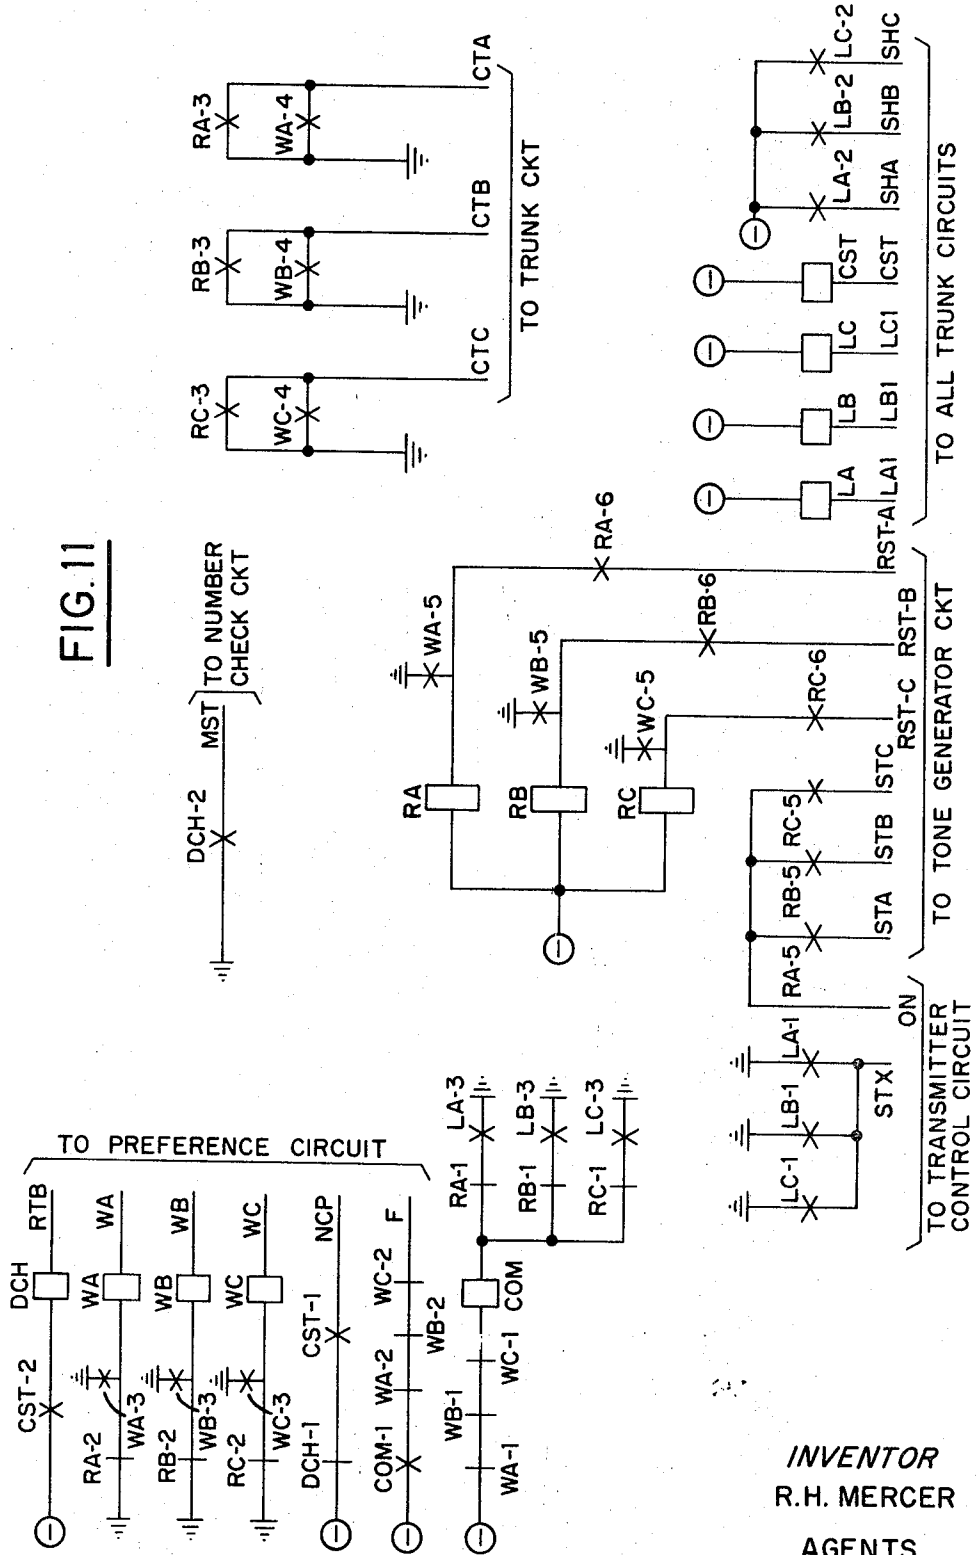 FIG.11
TO PREFERENCE CIRCUIT
CST-2
DCH
RTB
RA-2
WA-3
WA
WA
RB-2
WB-3
WB
WB
RC-2
WC-3
WC
WC
DCH-1
CST-1
NCP
COM-1
WA-2
WB-2
WC-2
F
WA-1
WB-1
WC-1
COM
RA-1
LA-3
RB-1
LB-3
RC-1
LC-3
DCH-2
MST
TO NUMBER
CHECK CKT
RC-3
WC-4
CTC
RB-3
WB-4
CTB
RA-3
WA-4
CTA
TO TRUNK CKT
RA
WA-5
RA-6
RB
WB-5
RB-6
RC
WC-5
RC-6
LC-1
LB-1
LA-1
STX
ON
TO TRANSMITTER
CONTROL CIRCUIT
RA-5
STA
RB-5
STB
RC-5
STC
RST-C
RST-B
RST-A
TO TONE GENERATOR CKT
LA
LA1
LB
LB1
LC
LC1
CST
CST
LA-2
SHA
LB-2
SHB
LC-2
SHC
TO ALL TRUNK CIRCUITS
INVENTOR
R.H. MERCER
AGENTS